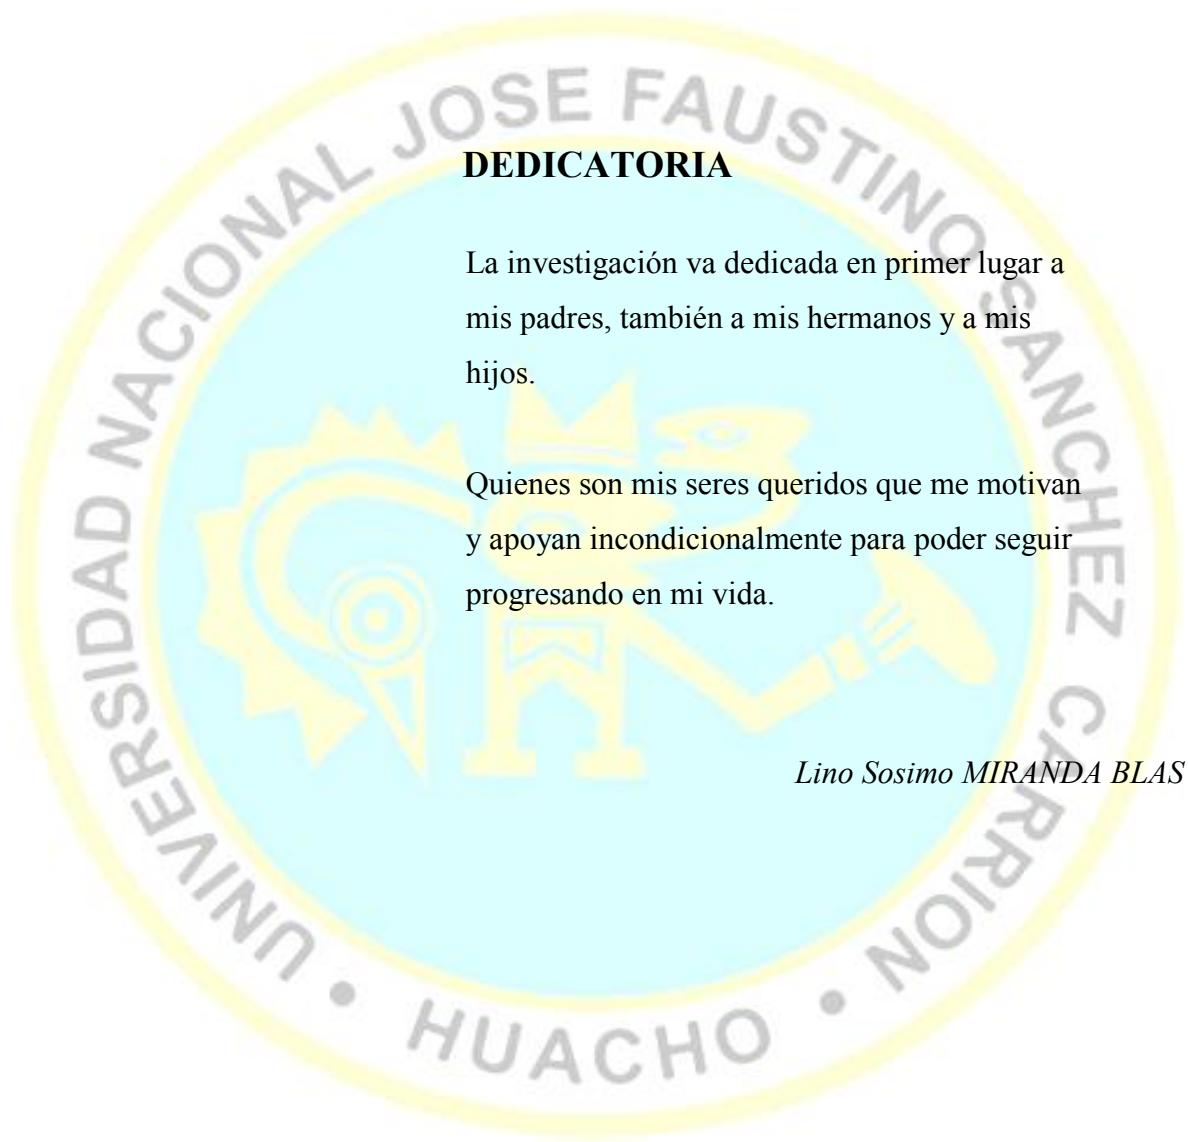 UNIVERSIDAD NACIONAL JOSE FAUSTINO SANCHEZ CARRION • HUACHO •
DEDICATORIA
La investigación va dedicada en primer lugar a
mis padres, también a mis hermanos y a mis
hijos.
Quienes son mis seres queridos que me motivan
y apoyan incondicionalmente para poder seguir
progresando en mi vida.
Lino Sosimo MIRANDA BLAS